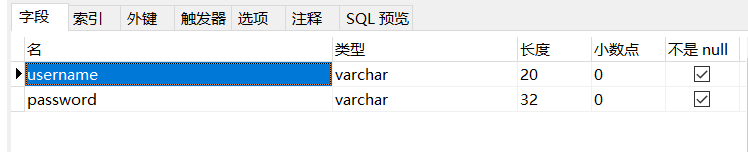 字段 索引 外键 触发器 选项 注释 SQL 预览
名 类型 长度 小数点 不是 null
username varchar 20 0
password varchar 32 0